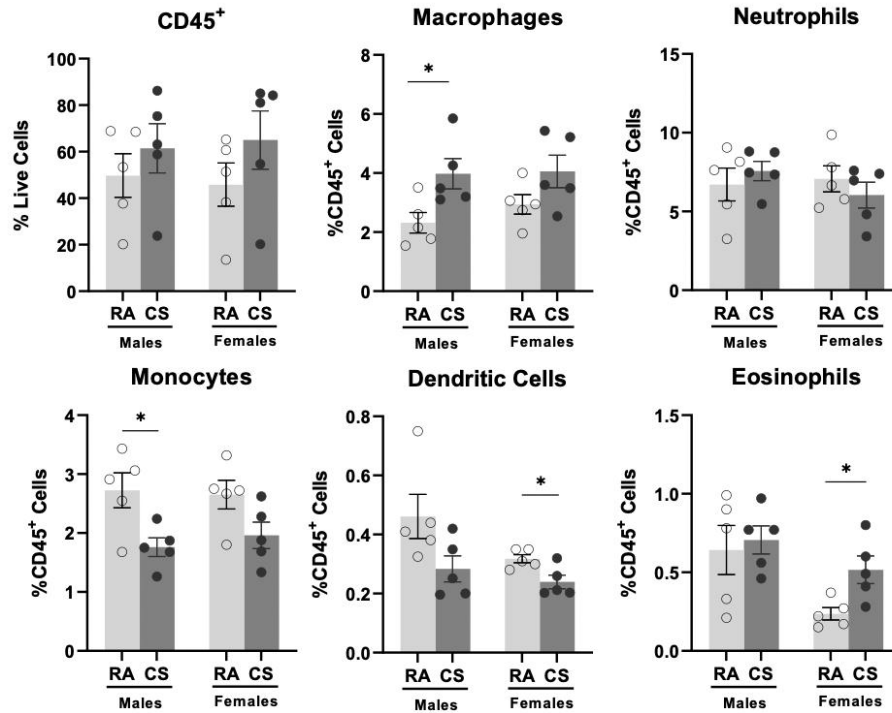 CD45+
% Live Cells
100
80
60
40
20
0
RA CS RA CS
Males Females
Macrophages
%CD45+ Cells
8
6
4
2
0
*
RA CS RA CS
Males Females
Neutrophils
%CD45+ Cells
15
10
5
0
RA CS RA CS
Males Females
Monocytes
%CD45+ Cells
4
3
2
1
0
*
RA CS RA CS
Males Females
Dendritic Cells
%CD45+ Cells
0.8
0.6
0.4
0.2
0.0
*
RA CS RA CS
Males Females
Eosinophils
%CD45+ Cells
1.5
1.0
0.5
0.0
*
RA CS RA CS
Males Females